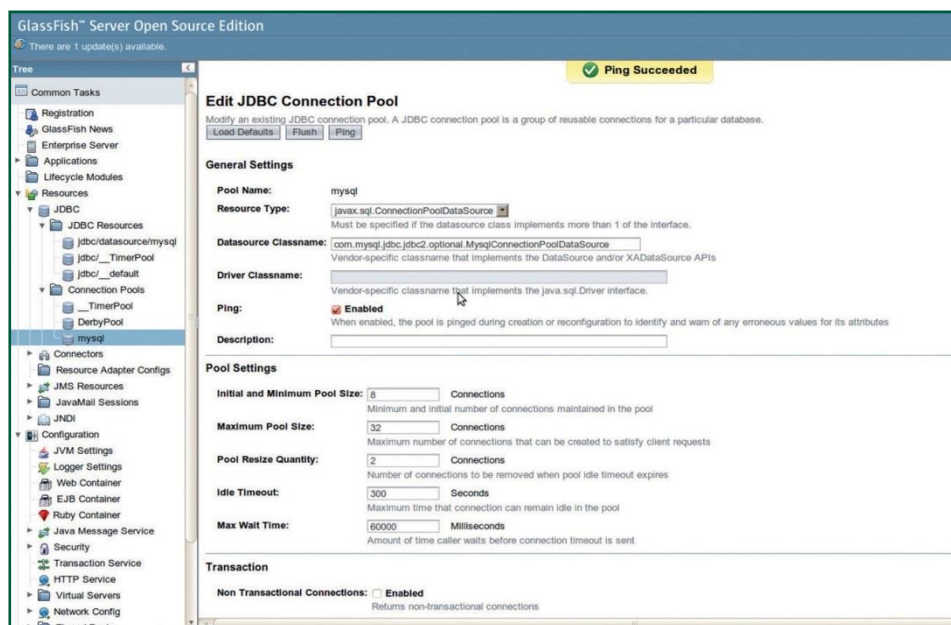 GlassFish™ Server Open Source Edition
There are 1 update(s) available.
Tree
Common Tasks
Registration
GlassFish News
Enterprise Server
Applications
Lifecycle Modules
Resources
JDBC
JDBC Resources
jdbc/datasource/mysql
jdbc/__TimerPool
jdbc/__default
Connection Pools
__TimerPool
DerbyPool
mysql
Connectors
Resource Adapter Configs
JMS Resources
JavaMail Sessions
JNDI
Configuration
JVM Settings
Logger Settings
Web Container
EJB Container
Ruby Container
Java Message Service
Security
Transaction Service
HTTP Service
Virtual Servers
Network Config
Ping Succeeded
Edit JDBC Connection Pool
Modify an existing JDBC connection pool. A JDBC connection pool is a group of reusable connections for a particular database.
Load Defaults Flush Ping
General Settings
Pool Name: mysql
Resource Type: javax.sql.ConnectionPoolDataSource
Must be specified if the datasource class implements more than 1 of the interface.
Datasource Classname: com.mysql.jdbc.jdbc2.optional.MysqlConnectionPoolDataSource
Vendor-specific classname that implements the DataSource and/or XADataSource APIs
Driver Classname:
Vendor-specific classname that implements the java.sql.Driver interface.
Ping: Enabled
When enabled, the pool is pinged during creation or reconfiguration to identify and warn of any erroneous values for its attributes
Description:
Pool Settings
Initial and Minimum Pool Size: 8 Connections
Minimum and initial number of connections maintained in the pool
Maximum Pool Size: 32 Connections
Maximum number of connections that can be created to satisfy client requests
Pool Resize Quantity: 2 Connections
Number of connections to be removed when pool idle timeout expires
Idle Timeout: 300 Seconds
Maximum time that connection can remain idle in the pool
Max Wait Time: 60000 Milliseconds
Amount of time caller waits before connection timeout is sent
Transaction
Non Transactional Connections: Enabled
Returns non-transactional connections